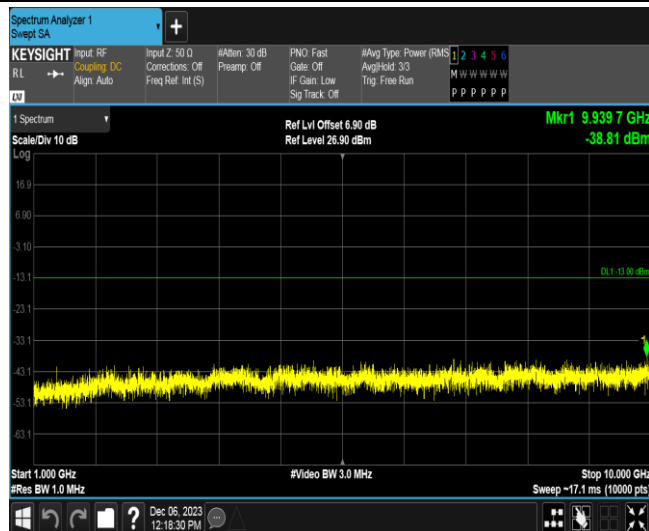 Spectrum Analyzer 1
Swept SA
KEYSIGHT
RL
LXI
Input: RF
Coupling: DC
Align: Auto
Input Z: 50 Ω
Corrections: Off
Freq Ref: Int (S)
#Atten: 30 dB
Preamp: Off
PNO: Fast
Gate: Off
IF Gain: Low
Sig Track: Off
#Avg Type: Power (RMS
Avg|Hold: 3/3
Trig: Free Run
1 2 3 4 5 6
M W W W W W
P P P P P P
1 Spectrum
Scale/Div 10 dB
Ref Lvl Offset 6.90 dB
Ref Level 26.90 dBm
Mkr1 9.939 7 GHz
-38.81 dBm
Log
16.9
6.90
-3.10
-13.1
DL1 -13.00 dBm
-23.1
-33.1
1
-43.1
-53.1
-63.1
Start 1.000 GHz
#Video BW 3.0 MHz
Stop 10.000 GHz
#Res BW 1.0 MHz
Sweep ~17.1 ms (10000 pts)
?
Dec 06, 2023
12:18:30 PM